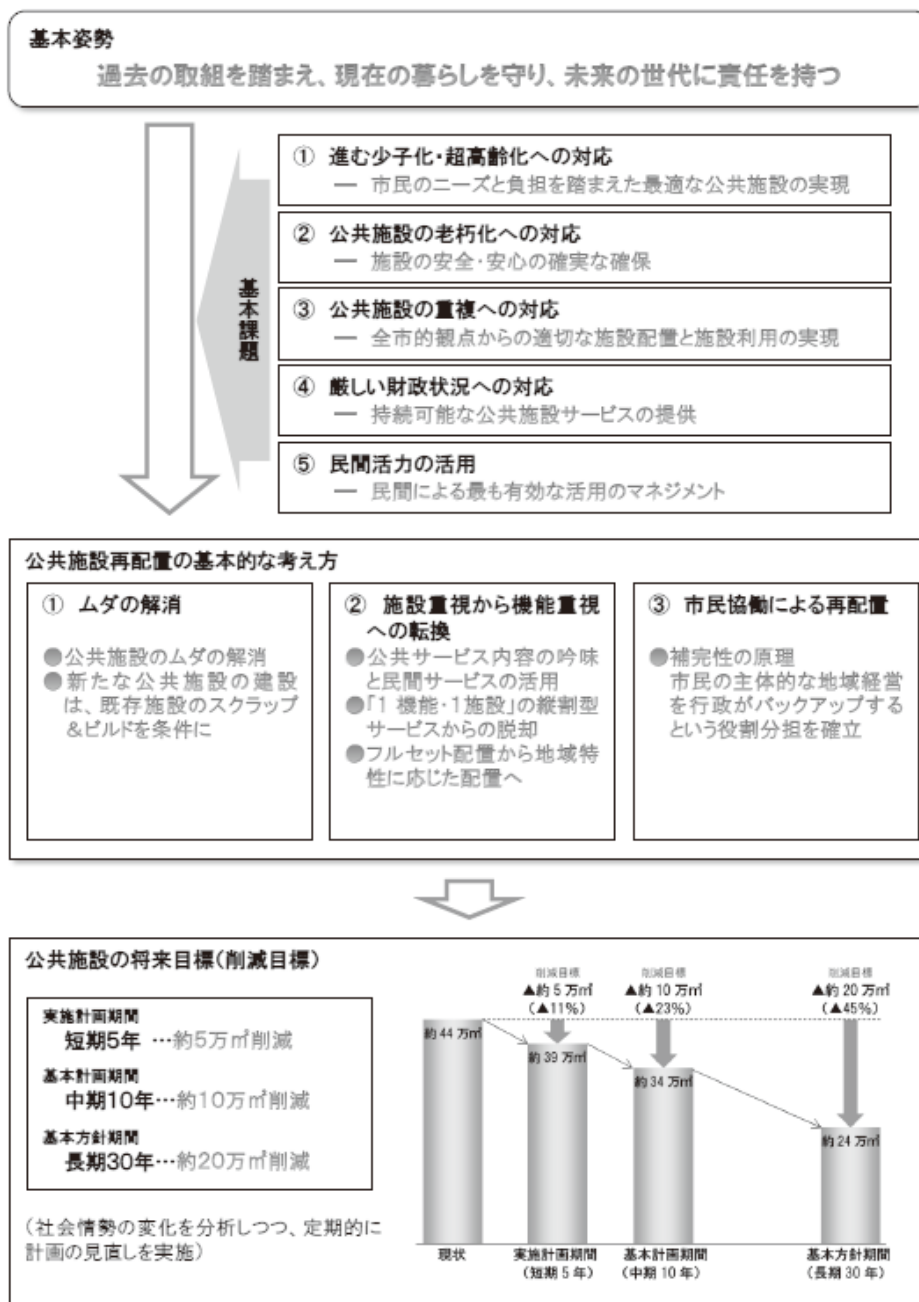 基本姿勢
過去の取組を踏まえ、現在の暮らしを守り、未来の世代に責任を持つ
基本課題
① 進む少子化・超高齢化への対応
― 市民のニーズと負担を踏まえた最適な公共施設の実現
② 公共施設の老朽化への対応
― 施設の安全・安心の確実な確保
③ 公共施設の重複への対応
― 全市的観点からの適切な施設配置と施設利用の実現
④ 厳しい財政状況への対応
― 持続可能な公共施設サービスの提供
⑤ 民間活力の活用
― 民間による最も有効な活用のマネジメント
公共施設再配置の基本的な考え方
① ムダの解消
●公共施設のムダの解消
●新たな公共施設の建設
は、既存施設のスクラップ
&ビルドを条件に
② 施設重視から機能重視
への転換
●公共サービス内容の吟味
と民間サービスの活用
●「1 機能・1施設」の縦割型
サービスからの脱却
●フルセット配置から地域特
性に応じた配置へ
③ 市民協働による再配置
●補完性の原理
市民の主体的な地域経営
を行政がバックアップする
という役割分担を確立
公共施設の将来目標(削減目標)
実施計画期間
短期5年 …約5万㎡削減
基本計画期間
中期10年…約10万㎡削減
基本方針期間
長期30年…約20万㎡削減
(社会情勢の変化を分析しつつ、定期的に
計画の見直しを実施)
削減目標
▲約 5 万㎡
(▲11%)
削減目標
▲約 10 万㎡
(▲23%)
削減目標
▲約 20 万㎡
(▲45%)
約 44 万㎡
約 39 万㎡
約 34 万㎡
約 24 万㎡
現状
実施計画期間
(短期 5 年)
基本計画期間
(中期 10 年)
基本方針期間
(長期 30 年)